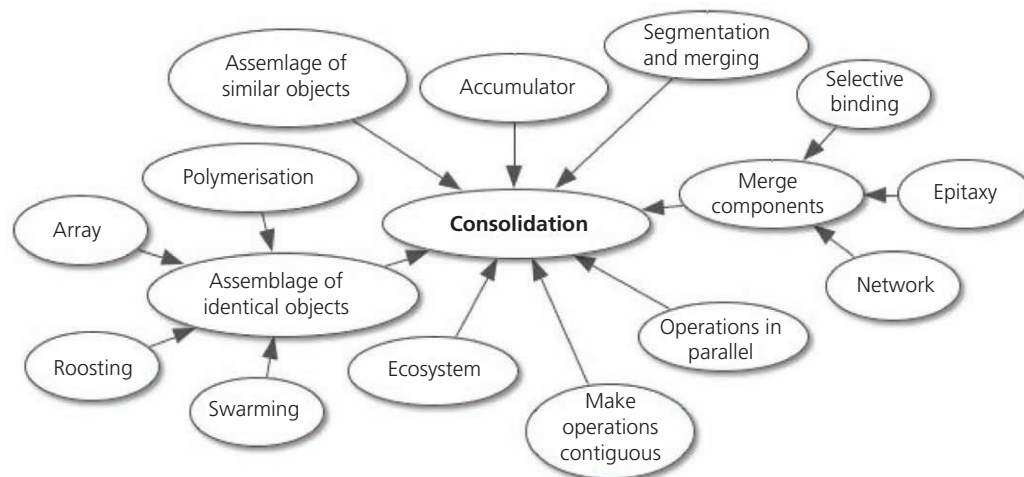 Segmentation
and merging
Assemlage of
similar objects
Accumulator
Selective
binding
Polymerisation
Merge
components
Epitaxy
Array
Consolidation
Assemblage of
identical objects
Network
Operations in
parallel
Roosting
Ecosystem
Swarming
Make
operations
contiguous